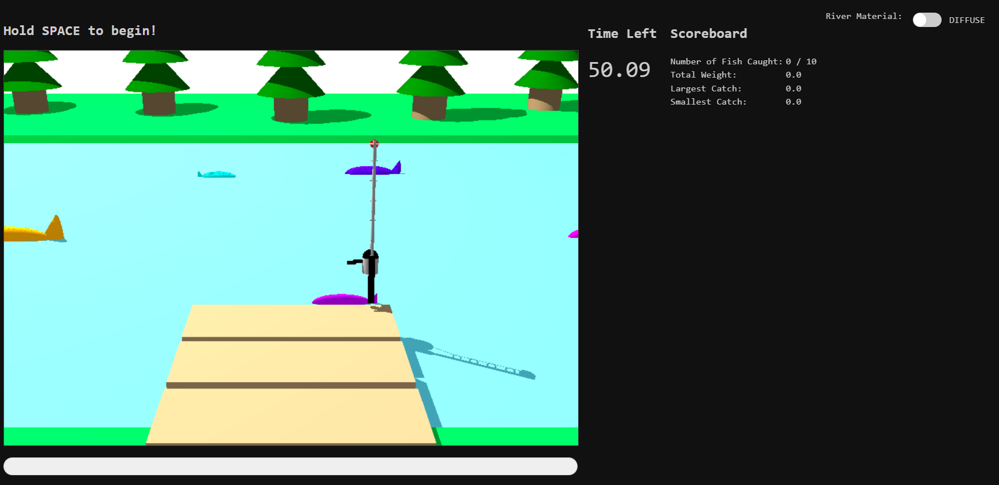 River Material:
DIFFUSE
Hold SPACE to begin!
Time Left
Scoreboard
50.09
Number of Fish Caught: 0 / 10
Total Weight: 0.0
Largest Catch: 0.0
Smallest Catch: 0.0